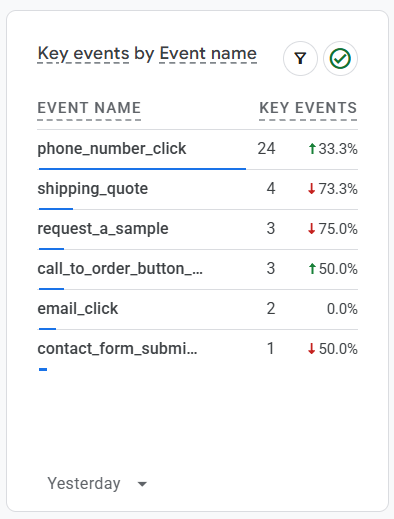 Key events by Event name
EVENT NAME KEY EVENTS
phone_number_click 24 ↑33.3%
shipping_quote 4 ↓73.3%
request_a_sample 3 ↓75.0%
call_to_order_button_... 3 ↑50.0%
email_click 2 0.0%
contact_form_submi... 1 ↓50.0%
Yesterday